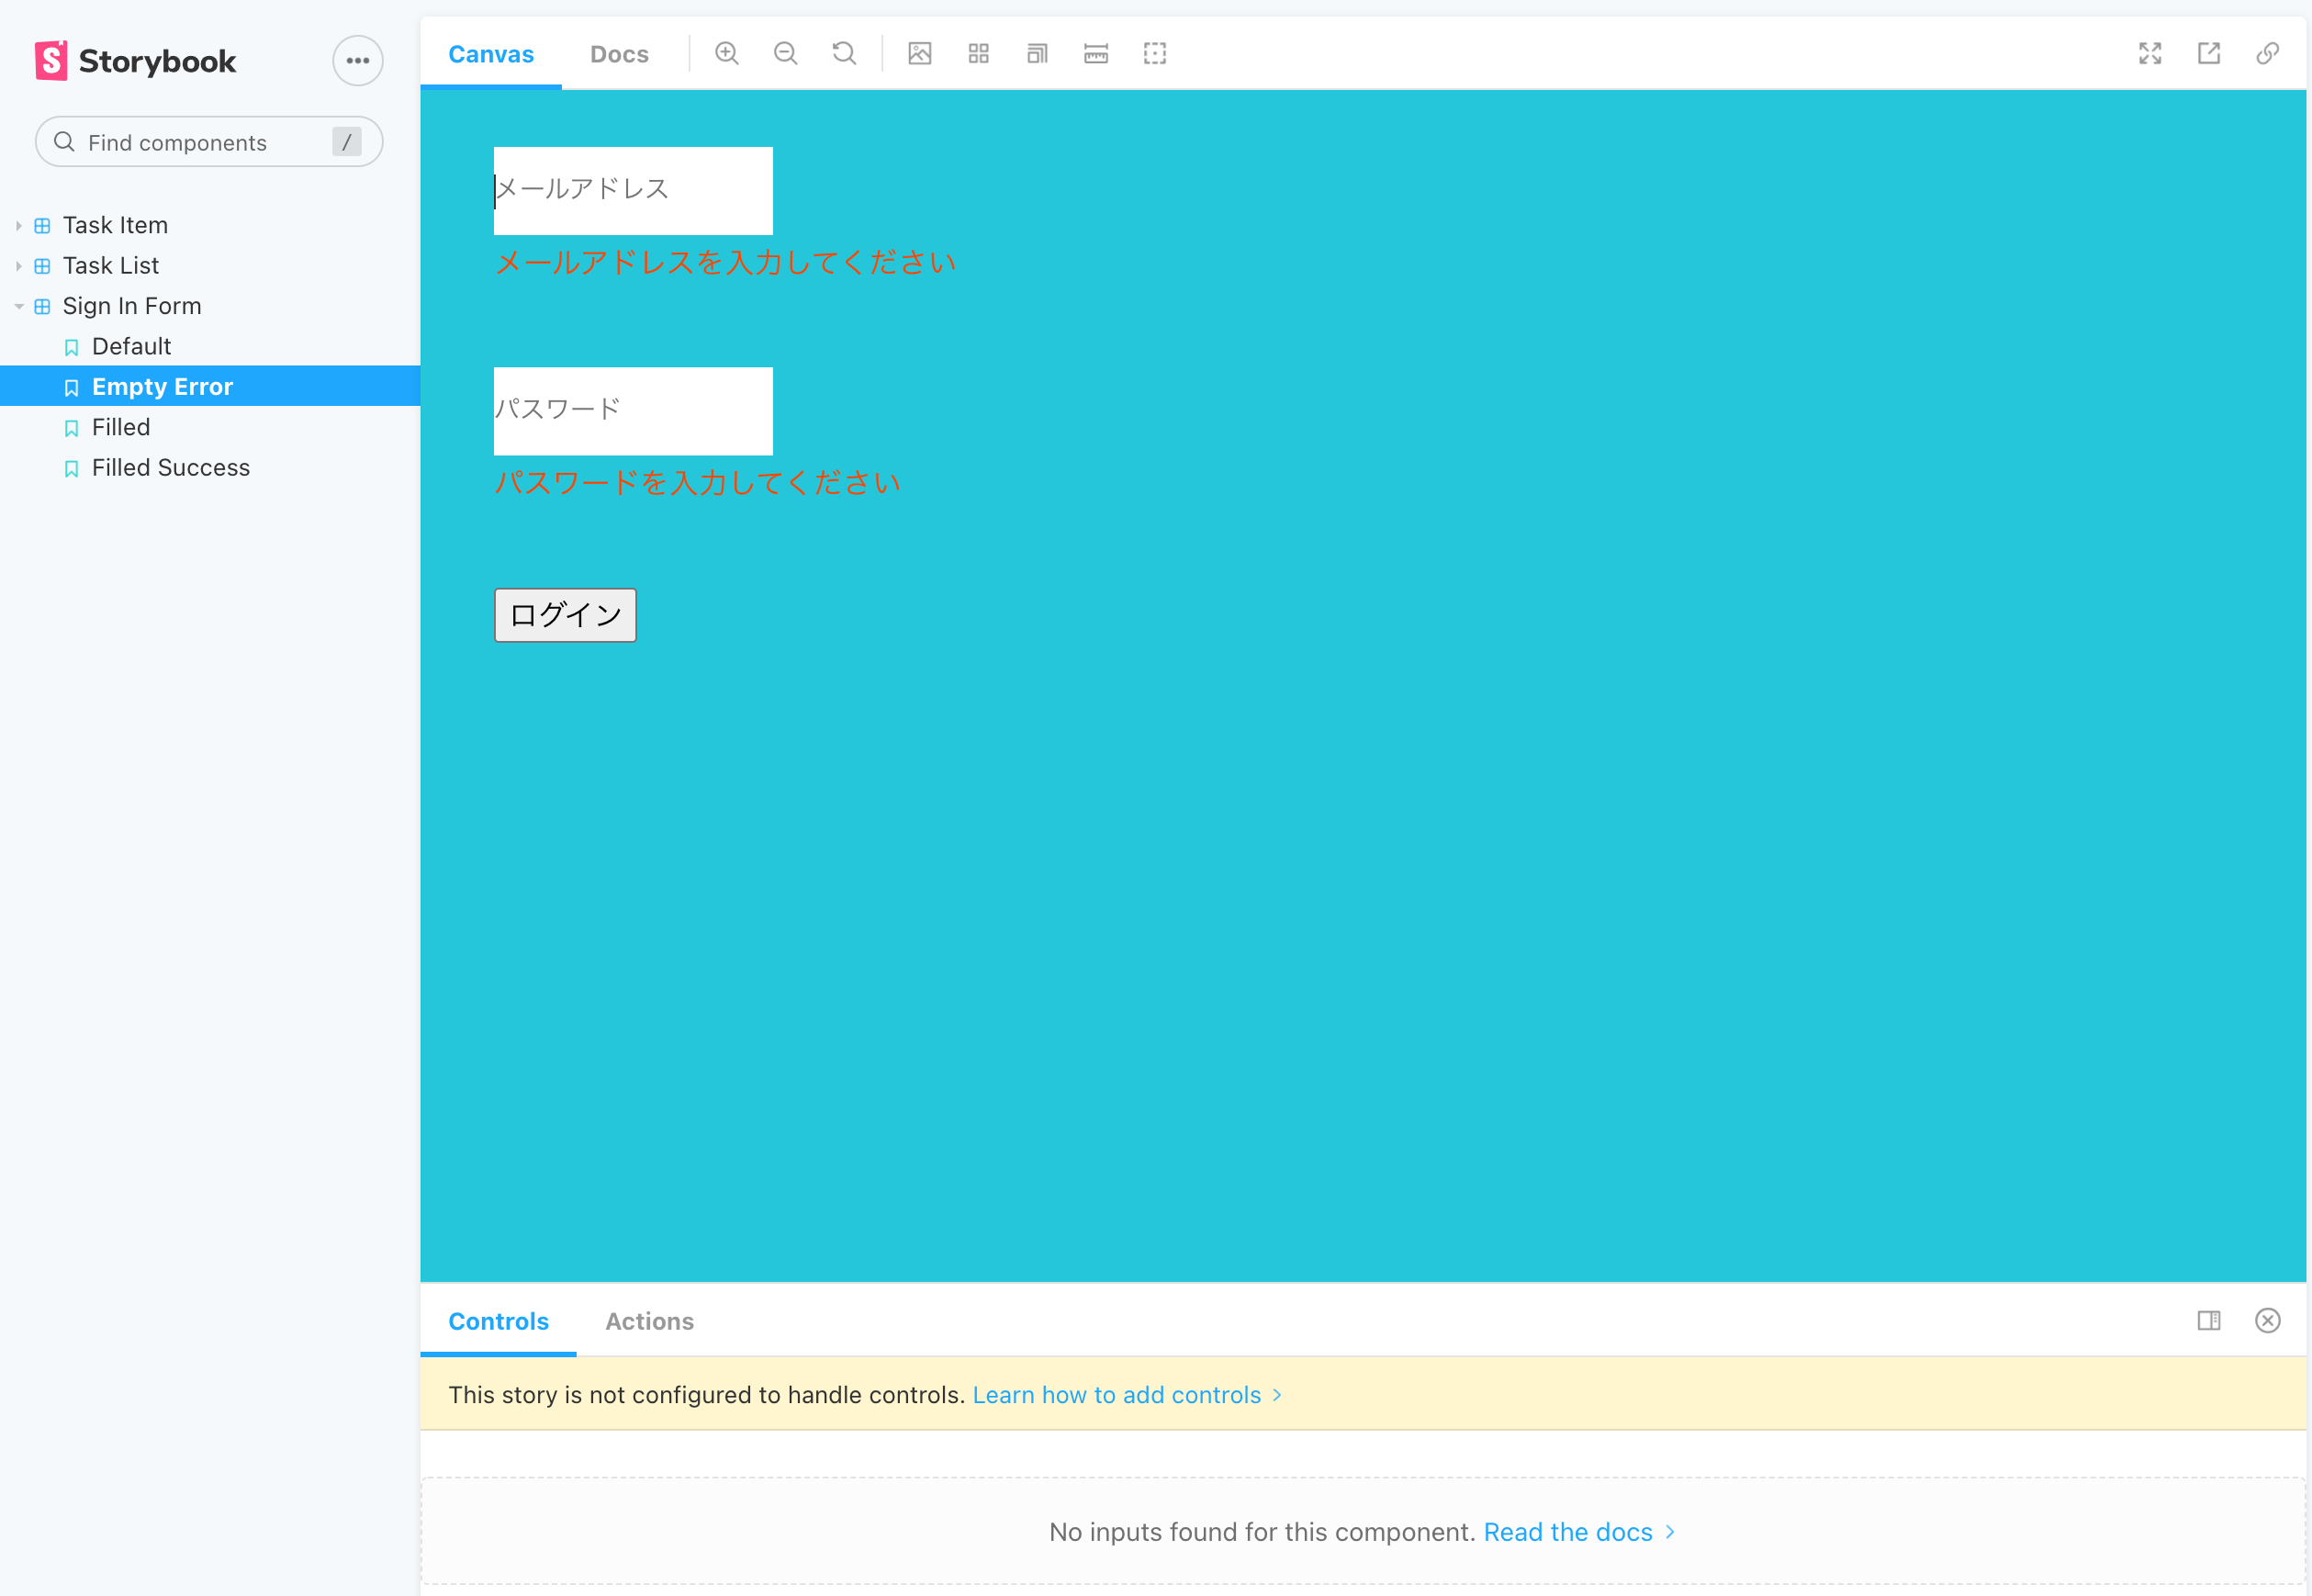 Storybook
Find components /
Task Item
Task List
Sign In Form
Default
Empty Error
Filled
Filled Success
Canvas Docs
メールアドレス
メールアドレスを入力してください
パスワード
パスワードを入力してください
ログイン
Controls Actions
This story is not configured to handle controls. Learn how to add controls
No inputs found for this component. Read the docs